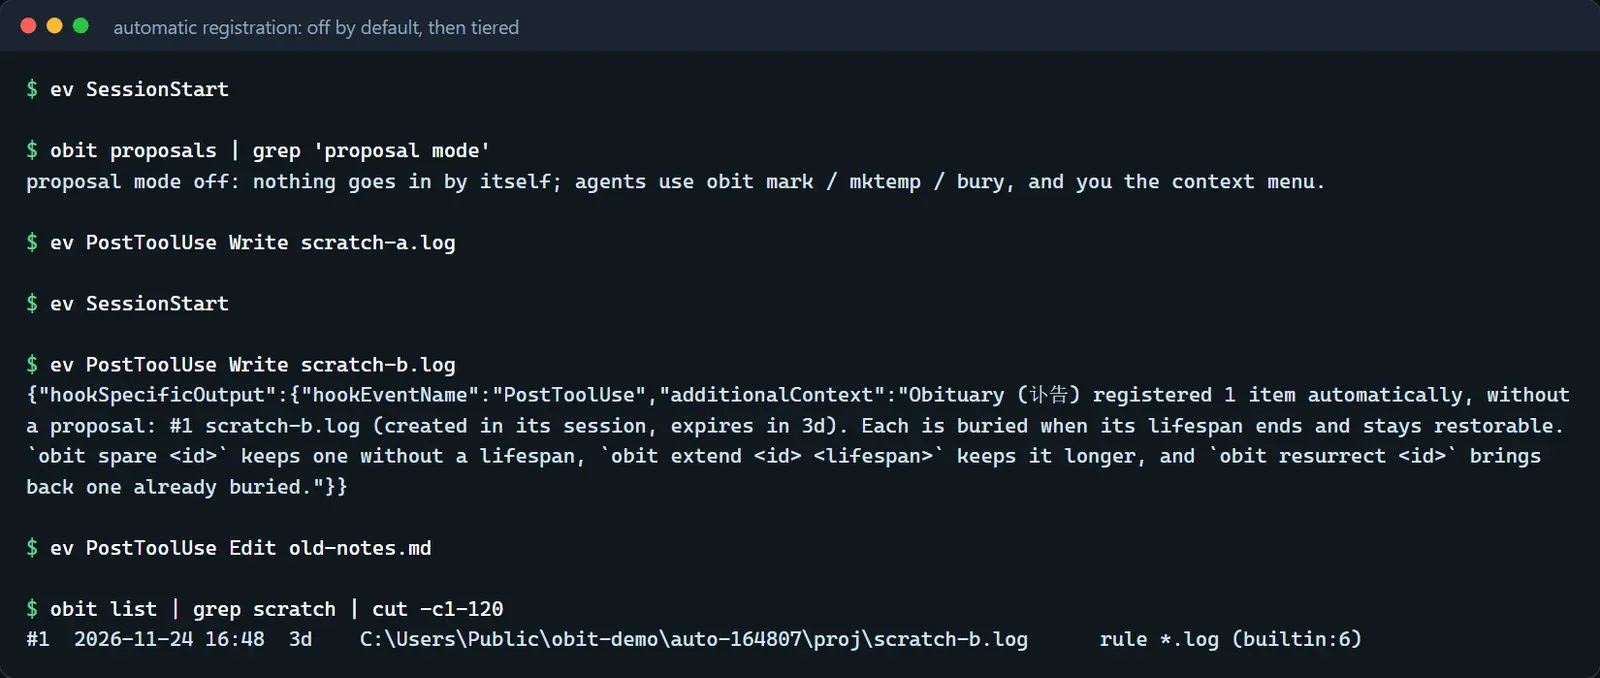 automatic registration: off by default, then tiered
$ ev SessionStart
$ obit proposals | grep 'proposal mode'
proposal mode off: nothing goes in by itself; agents use obit mark / mktemp / bury, and you the context menu.
$ ev PostToolUse Write scratch-a.log
$ ev SessionStart
$ ev PostToolUse Write scratch-b.log
{"hookSpecificOutput":{"hookEventName":"PostToolUse","additionalContext":"Obituary (讣告) registered 1 item automatically, without
a proposal: #1 scratch-b.log (created in its session, expires in 3d). Each is buried when its lifespan ends and stays restorable.
`obit spare <id>` keeps one without a lifespan, `obit extend <id> <lifespan>` keeps it longer, and `obit resurrect <id>` brings
back one already buried."}}
$ ev PostToolUse Edit old-notes.md
$ obit list | grep scratch | cut -c1-120
#1  2026-11-24 16:48  3d    C:\Users\Public\obit-demo\auto-164807\proj\scratch-b.log      rule *.log (builtin:6)